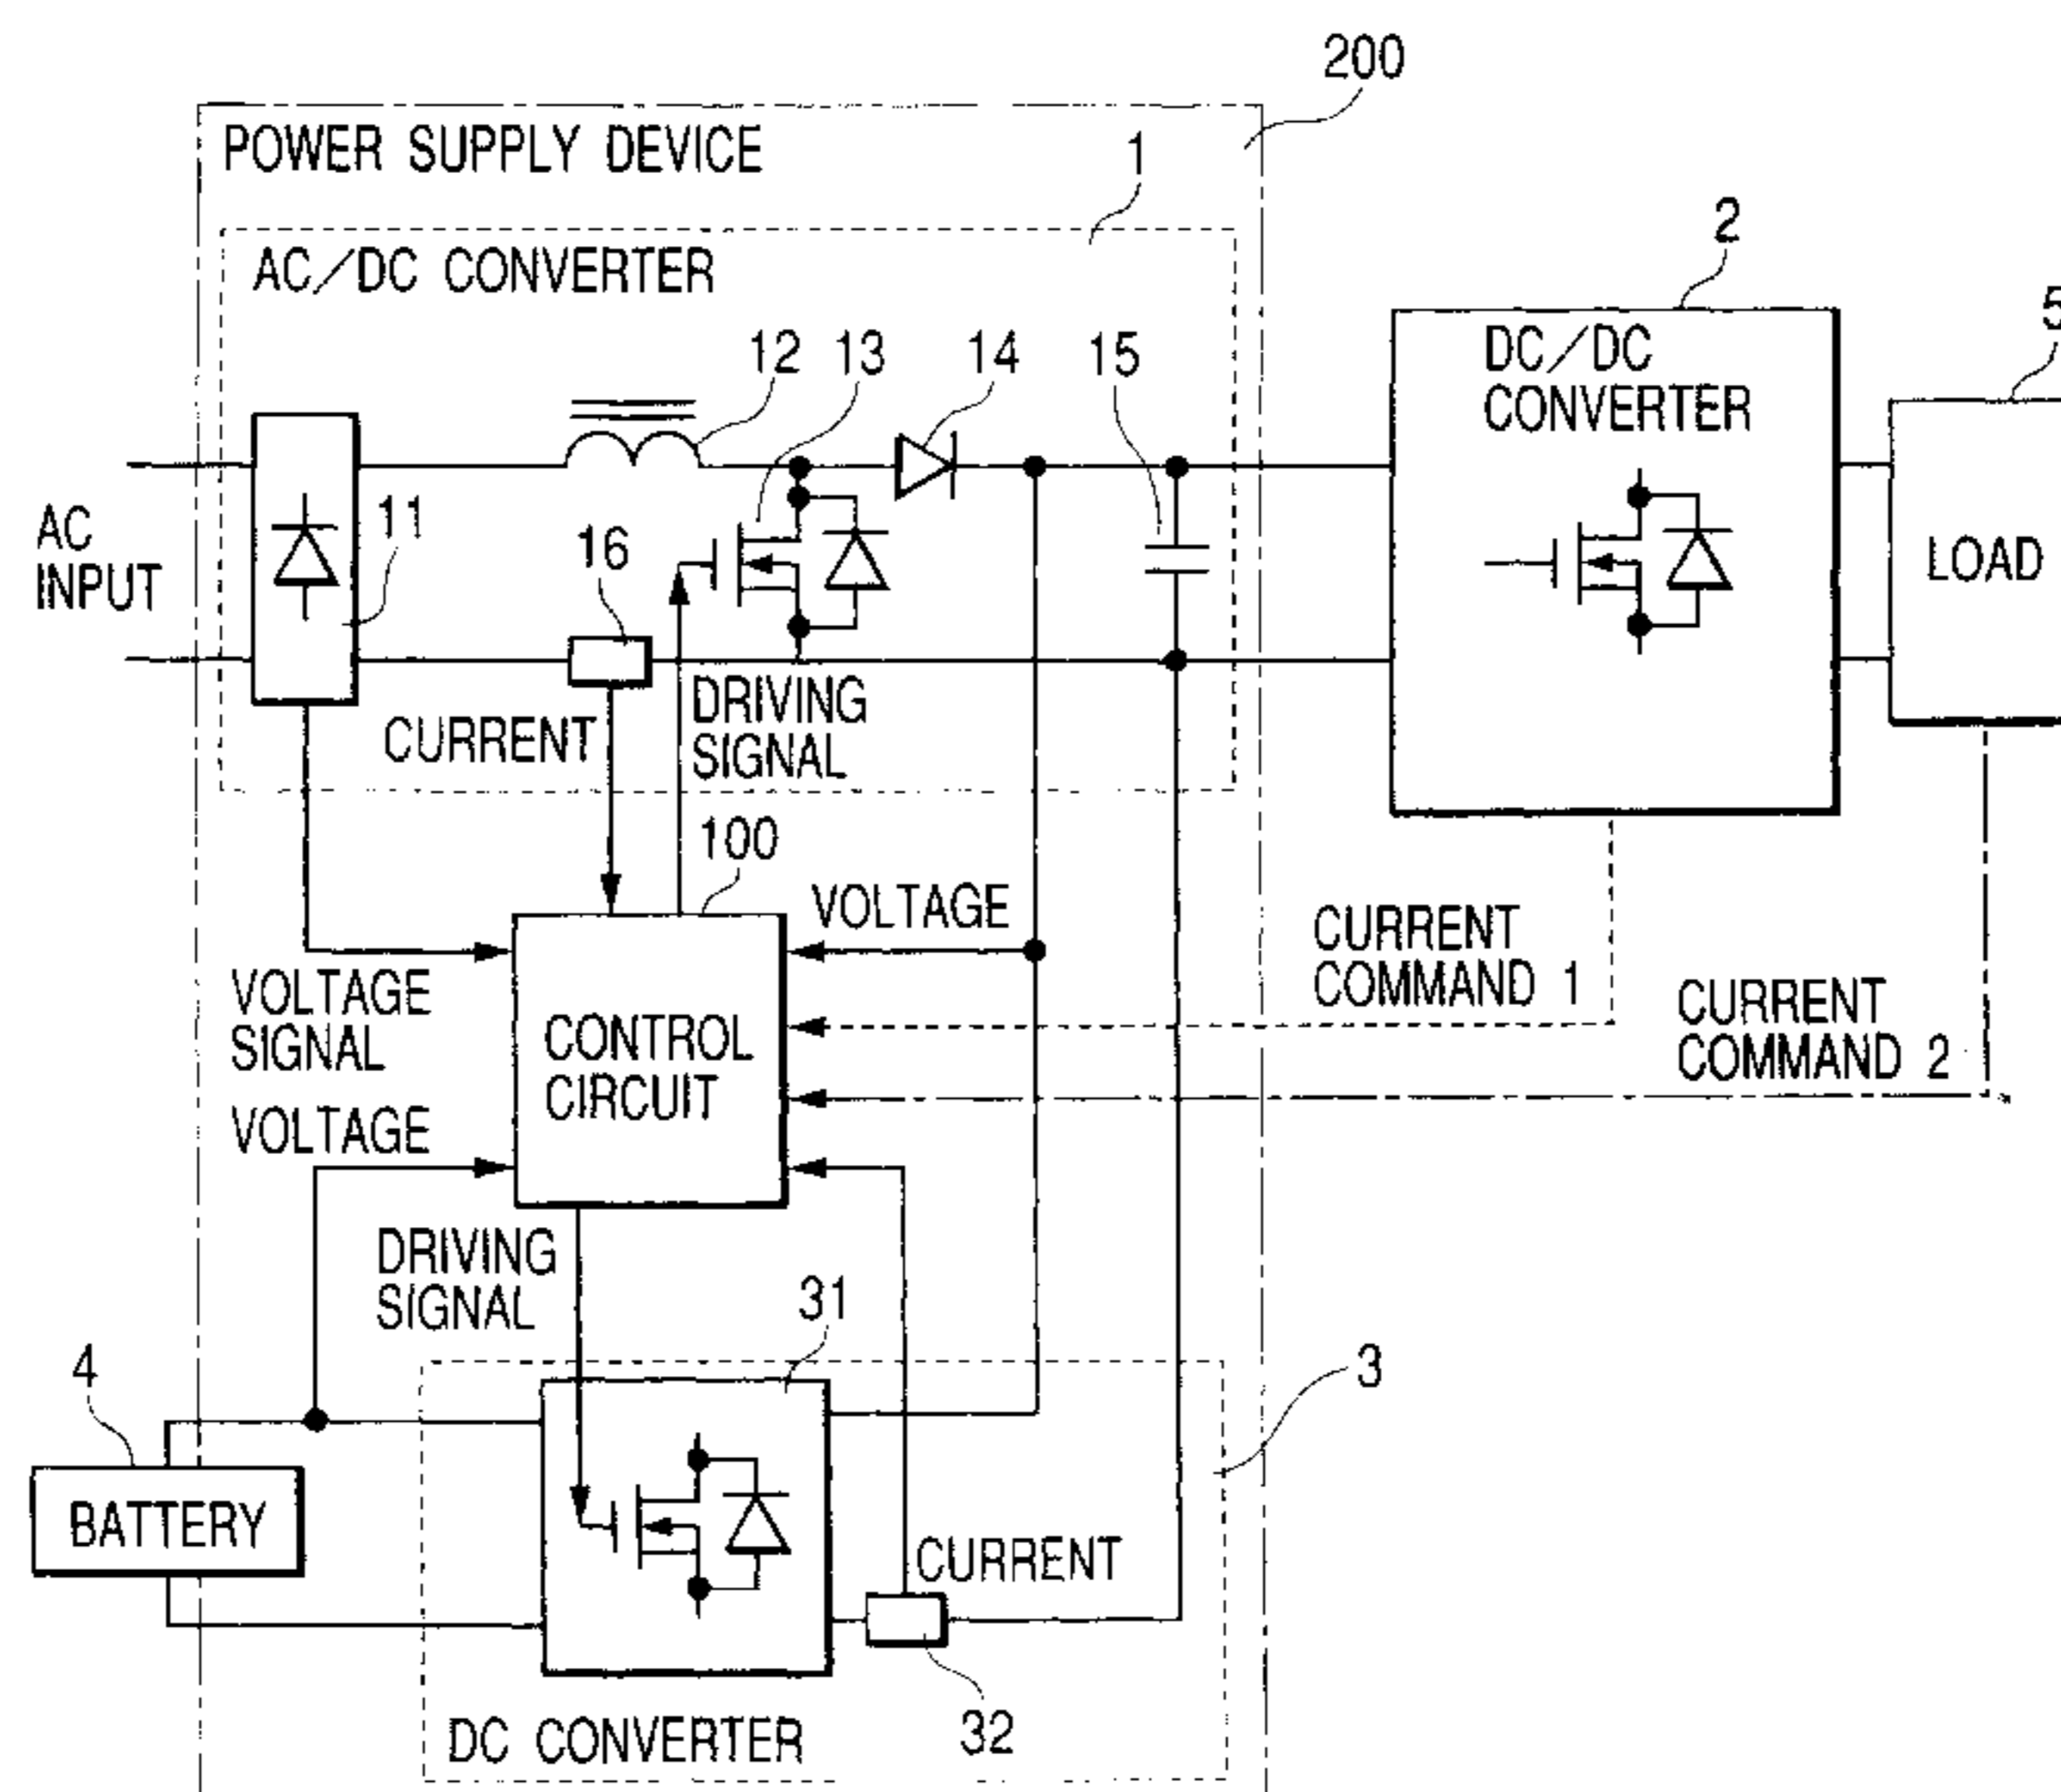 200
POWER SUPPLY DEVICE
1
AC/DC CONVERTER
2
5
12
13
14
15
DC/DC
CONVERTER
11
16
AC
INPUT
LOAD
CURRENT
DRIVING
SIGNAL
100
VOLTAGE
CURRENT
COMMAND 1
VOLTAGE
SIGNAL
CONTROL
CIRCUIT
CURRENT
COMMAND 2
VOLTAGE
DRIVING
SIGNAL
31
4
3
BATTERY
CURRENT
32
DC CONVERTER